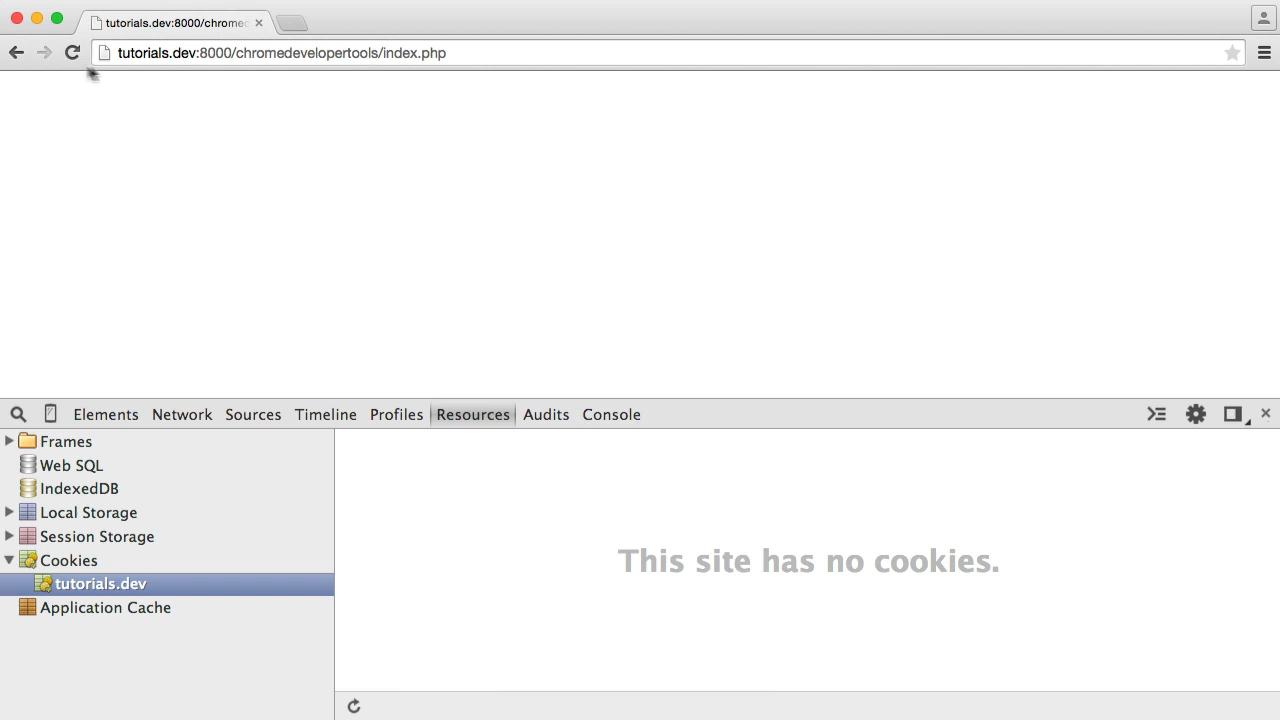 tutorials.dev:8000/chrome
tutorials.dev:8000/chromedevelopertools/index.php
Elements Network Sources Timeline Profiles Resources Audits Console
Frames
Web SQL
IndexedDB
Local Storage
Session Storage
Cookies
tutorials.dev
Application Cache
This site has no cookies.